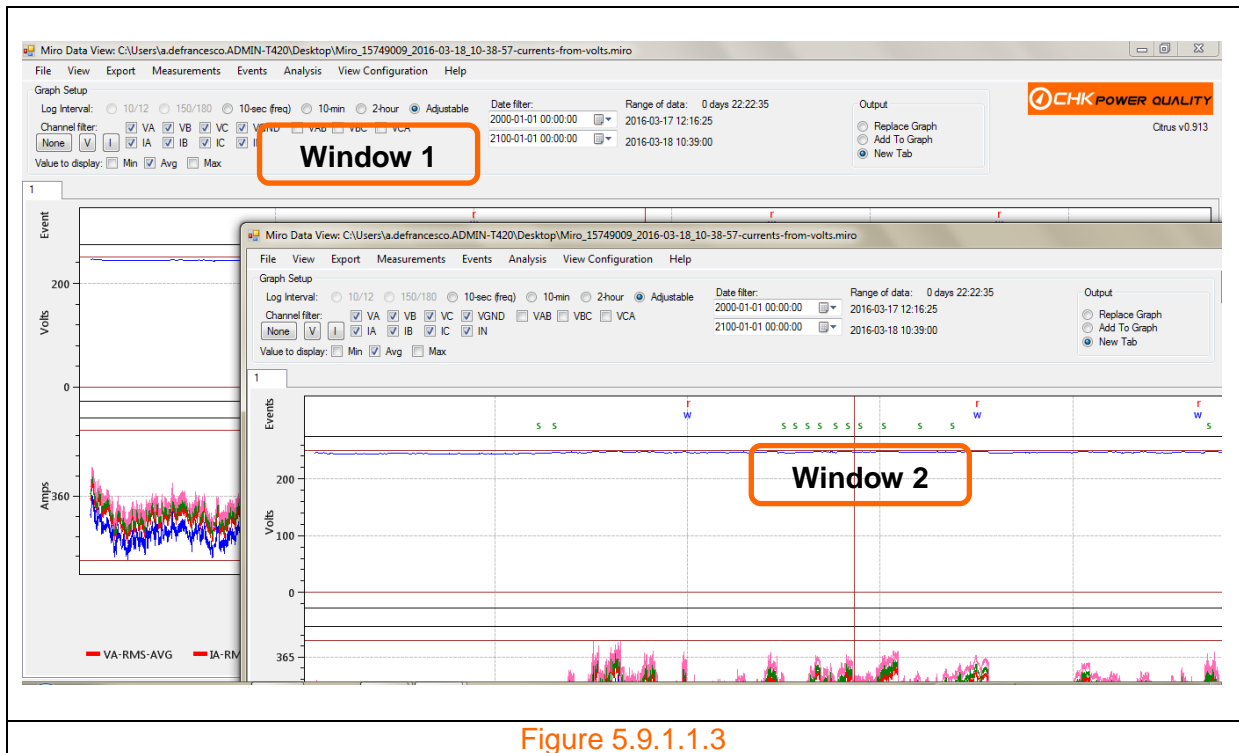 Miro Data View: C:\Users\a.defrancesco.ADMIN-T420\Desktop\Miro_15749009_2016-03-18_10-38-57-currents-from-volts.miro
File View Export Measurements Events Analysis View Configuration Help
Graph Setup
Log Interval: 10/12 150/180 10-sec (freq) 10-min 2-hour Adjustable
Channel filter: VA VB VC VGND VAB VBC VCA
None V I IA IB IC
Value to display: Min Avg Max
Date filter:
2000-01-01 00:00:00
2100-01-01 00:00:00
Range of data: 0 days 22:22:35
2016-03-17 12:16:25
2016-03-18 10:39:00
Output
Replace Graph
Add To Graph
New Tab
CHK POWER QUALITY
Citrus v0.913
Window 1
1
Event
r r r
200
Volts
0
Amps
360
VA-RMS-AVG IA-RM
Miro Data View: C:\Users\a.defrancesco.ADMIN-T420\Desktop\Miro_15749009_2016-03-18_10-38-57-currents-from-volts.miro
File View Export Measurements Events Analysis View Configuration Help
Graph Setup
Log Interval: 10/12 150/180 10-sec (freq) 10-min 2-hour Adjustable
Channel filter: VA VB VC VGND VAB VBC VCA
None V I IA IB IC IN
Value to display: Min Avg Max
Date filter:
2000-01-01 00:00:00
2100-01-01 00:00:00
Range of data: 0 days 22:22:35
2016-03-17 12:16:25
2016-03-18 10:39:00
Output
Replace Graph
Add To Graph
New Tab
1
Events
r r r
w w w
s s s s s s s s s s s s s
Window 2
200
Volts
100
0
365
Figure 5.9.1.1.3